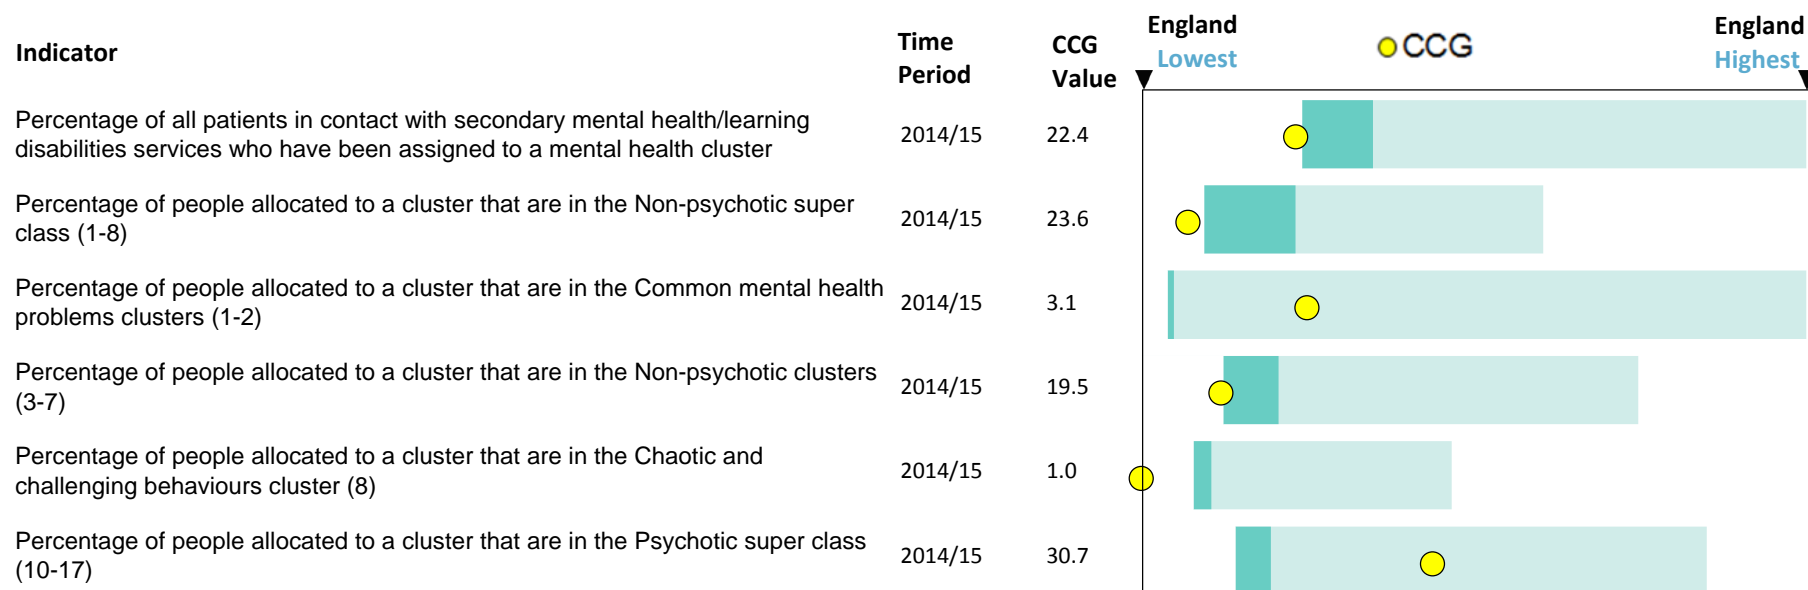 Indicator
Time Period
CCG Value
England Lowest
CCG
England Highest
Percentage of all patients in contact with secondary mental health/learning
disabilities services who have been assigned to a mental health cluster
2014/15
22.4
Percentage of people allocated to a cluster that are in the Non-psychotic super
class (1-8)
2014/15
23.6
Percentage of people allocated to a cluster that are in the Common mental health
problems clusters (1-2)
2014/15
3.1
Percentage of people allocated to a cluster that are in the Non-psychotic clusters
(3-7)
2014/15
19.5
Percentage of people allocated to a cluster that are in the Chaotic and
challenging behaviours cluster (8)
2014/15
1.0
Percentage of people allocated to a cluster that are in the Psychotic super class
(10-17)
2014/15
30.7